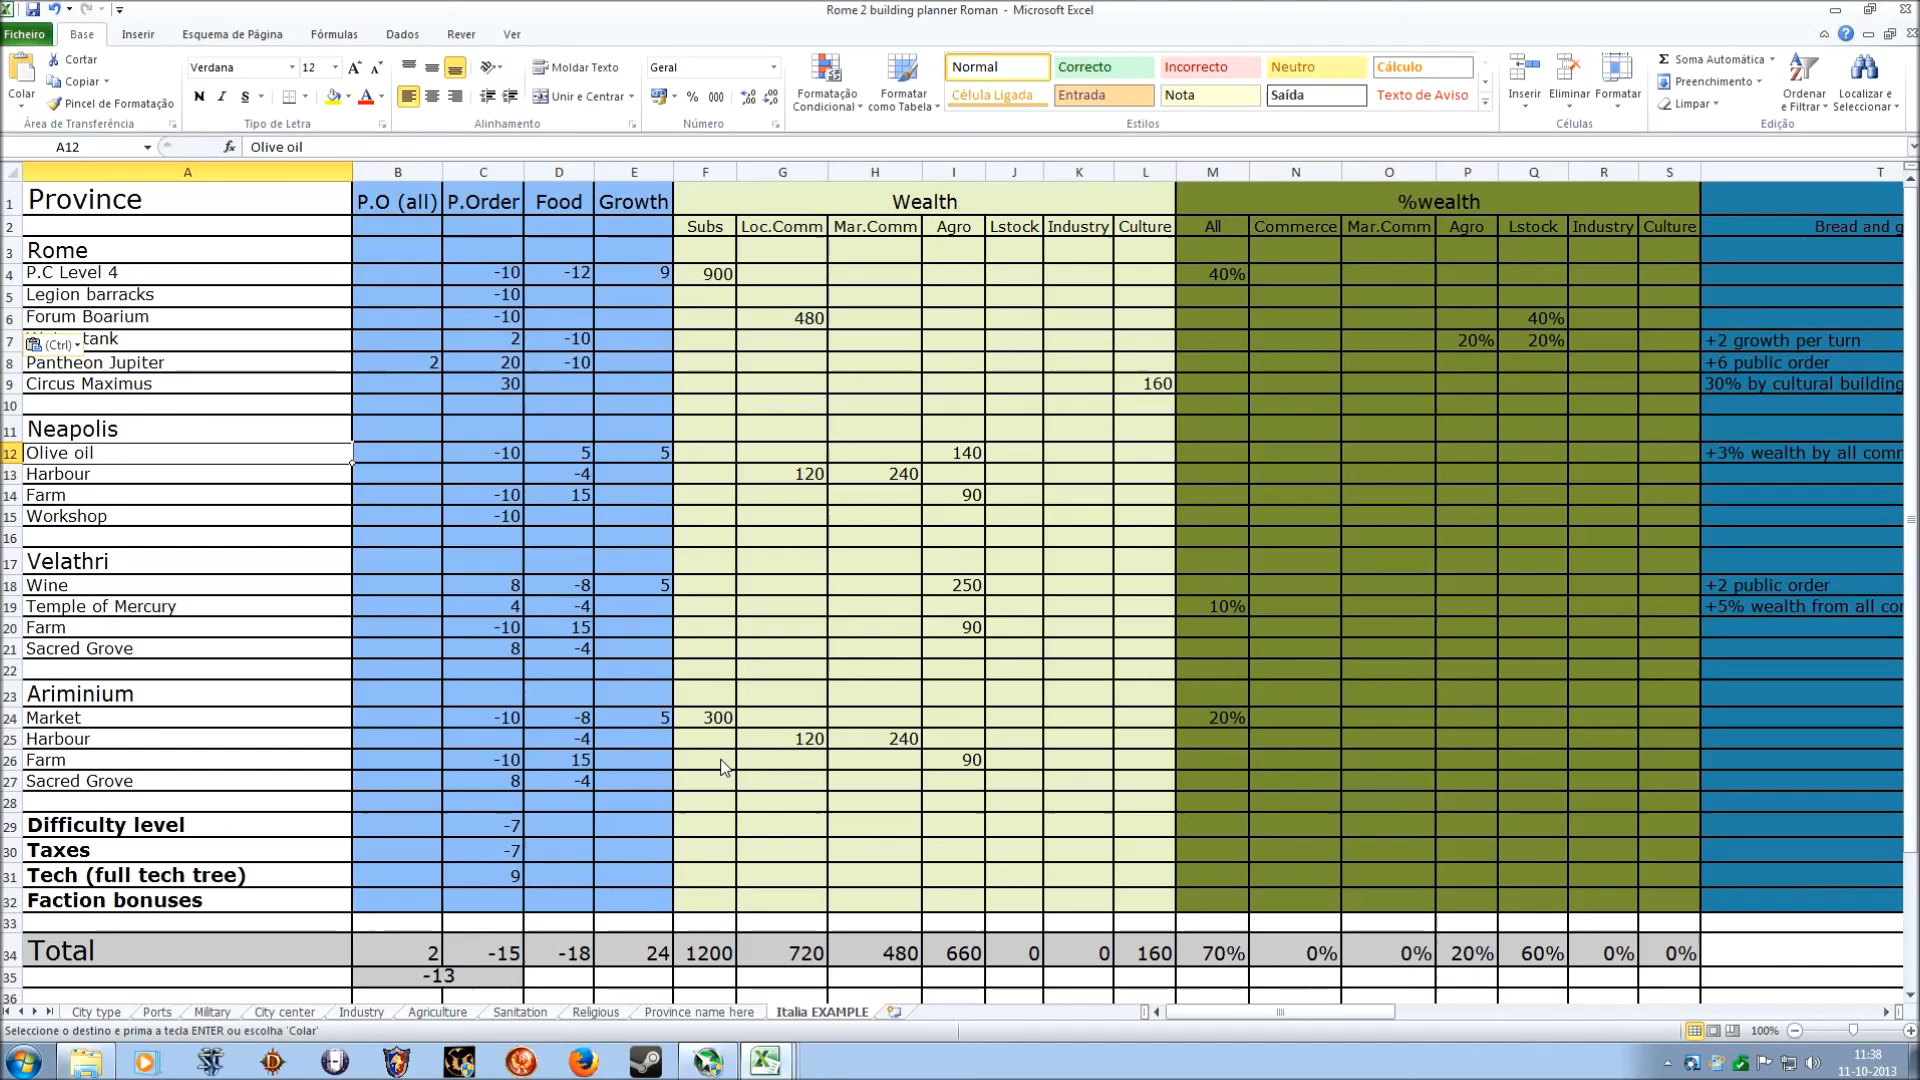 Rome 2 building planner Roman - Microsoft Excel
Ficheiro Base Inserir Esquema de Página Fórmulas Dados Rever Ver
Colar Cortar Copiar Pincel de Formatação
Verdana 12 N I S
Moldar Texto Unir e Centrar
Geral % 000
Formatação Condicional Formatar como Tabela
Normal Correcto Incorrecto Neutro Cálculo
Célula Ligada Entrada Nota Saída Texto de Aviso
Inserir Eliminar Formatar
Soma Automática Preenchimento Limpar
Ordenar e Filtrar Localizar e Seleccionar
Área de Transferência Tipo de Letra Alinhamento Número Estilos Células Edição
A12 fx Olive oil
A B C D E F G H I J K L M N O P Q R S T
1 Province P.O (all) P.Order Food Growth Wealth %wealth
2 Subs Loc.Comm Mar.Comm Agro Lstock Industry Culture All Commerce Mar.Comm Agro Lstock Industry Culture Bread and g
3 Rome
4 P.C Level 4 -10 -12 9 900 40%
5 Legion barracks -10
6 Forum Boarium -10 480 40%
7 (Ctrl) tank 2 -10 20% 20% +2 growth per turn
8 Pantheon Jupiter 2 20 -10 +6 public order
9 Circus Maximus 30 160 30% by cultural building
10
11 Neapolis
12 Olive oil -10 5 5 140 +3% wealth by all comm
13 Harbour -4 120 240
14 Farm -10 15 90
15 Workshop -10
16
17 Velathri
18 Wine 8 -8 5 250 +2 public order
19 Temple of Mercury 4 -4 10% +5% wealth from all cor
20 Farm -10 15 90
21 Sacred Grove 8 -4
22
23 Ariminium
24 Market -10 -8 5 300 20%
25 Harbour -4 120 240
26 Farm -10 15 90
27 Sacred Grove 8 -4
28
29 Difficulty level -7
30 Taxes -7
31 Tech (full tech tree) 9
32 Faction bonuses
33
34 Total 2 -15 -18 24 1200 720 480 660 0 0 160 70% 0% 0% 20% 60% 0% 0%
35 -13
36
City type Ports Military City center Industry Agriculture Sanitation Religious Province name here Italia EXAMPLE
Seleccione o destino e prima a tecla ENTER ou escolha 'Colar' 100%
11:38
11-10-2013